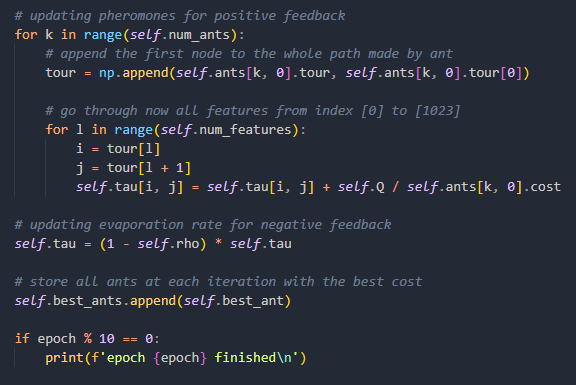 # updating pheromones for positive feedback
for k in range(self.num_ants):
# append the first node to the whole path made by ant
tour = np.append(self.ants[k, 0].tour, self.ants[k, 0].tour[0])
# go through now all features from index [0] to [1023]
for l in range(self.num_features):
i = tour[l]
j = tour[l + 1]
self.tau[i, j] = self.tau[i, j] + self.Q / self.ants[k, 0].cost
# updating evaporation rate for negative feedback
self.tau = (1 - self.rho) * self.tau
# store all ants at each iteration with the best cost
self.best_ants.append(self.best_ant)
if epoch % 10 == 0:
print(f'epoch {epoch} finished\n')